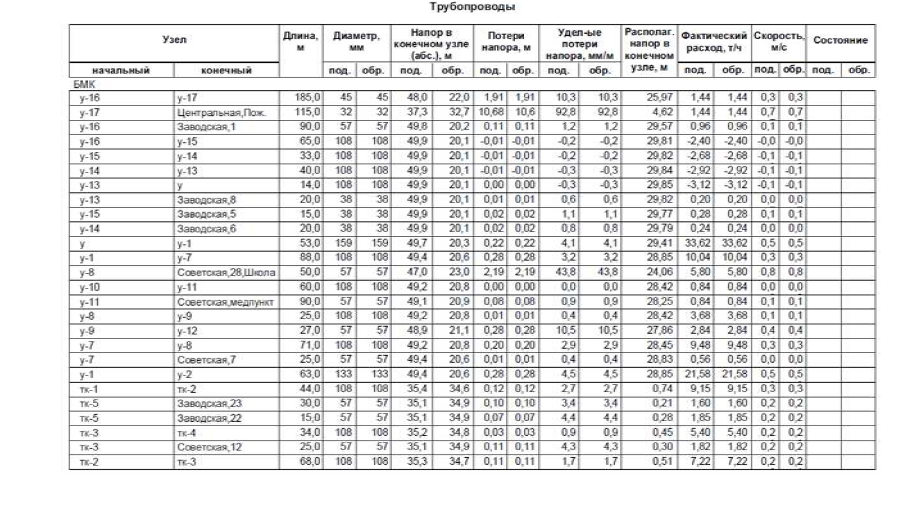 Трубопроводы
Узел Длина, м Диаметр, мм Напор в конечном узле (абс.), м Потери напора, м Удел-ые потери напора, мм/м Располаг. напор в конечном узле, м Фактический расход, т/ч Скорость, м/с Состояние
начальный конечный под. обр. под. обр. под. обр. под. обр. под. обр. под. обр. под. обр.
БМК
у-16 у-17 185,0 45 45 48,0 22,0 1,91 1,91 10,3 10,3 25,97 1,44 1,44 0,3 0,3
у-17 Центральная,Пож. 115,0 32 32 37,3 32,7 10,68 10,6 92,8 92,8 4,62 1,44 1,44 0,7 0,7
у-16 Заводская,1 90,0 57 57 49,8 20,2 0,11 0,11 1,2 1,2 29,57 0,96 0,96 0,1 0,1
у-16 у-15 65,0 108 108 49,9 20,1 -0,01 -0,01 -0,2 -0,2 29,81 -2,40 -2,40 -0,0 -0,0
у-15 у-14 33,0 108 108 49,9 20,1 -0,01 -0,01 -0,2 -0,2 29,82 -2,68 -2,68 -0,1 -0,1
у-14 у-13 40,0 108 108 49,9 20,1 -0,01 -0,01 -0,3 -0,3 29,84 -2,92 -2,92 -0,1 -0,1
у-13 у 14,0 108 108 49,9 20,1 0,00 0,00 -0,3 -0,3 29,85 -3,12 -3,12 -0,1 -0,1
у-13 Заводская,8 20,0 38 38 49,9 20,1 0,01 0,01 0,6 0,6 29,82 0,20 0,20 0,0 0,0
у-15 Заводская,5 15,0 38 38 49,9 20,1 0,02 0,02 1,1 1,1 29,77 0,28 0,28 0,1 0,1
у-14 Заводская,6 20,0 38 38 49,9 20,1 0,02 0,02 0,8 0,8 29,79 0,24 0,24 0,0 0,0
у у-1 53,0 159 159 49,7 20,3 0,22 0,22 4,1 4,1 29,41 33,62 33,62 0,5 0,5
у-1 у-7 88,0 108 108 49,4 20,6 0,28 0,28 3,2 3,2 28,85 10,04 10,04 0,3 0,3
у-8 Советская,28,Школа 50,0 57 57 47,0 23,0 2,19 2,19 43,8 43,8 24,06 5,80 5,80 0,8 0,8
у-10 у-11 60,0 108 108 49,2 20,8 0,00 0,00 0,0 0,0 28,42 0,84 0,84 0,0 0,0
у-11 Советская,медпункт 90,0 57 57 49,1 20,9 0,08 0,08 0,9 0,9 28,25 0,84 0,84 0,1 0,1
у-8 у-9 25,0 108 108 49,2 20,8 0,01 0,01 0,4 0,4 28,42 3,68 3,68 0,1 0,1
у-9 у-12 27,0 57 57 48,9 21,1 0,28 0,28 10,5 10,5 27,86 2,84 2,84 0,4 0,4
у-7 у-8 71,0 108 108 49,2 20,8 0,20 0,20 2,9 2,9 28,45 9,48 9,48 0,3 0,3
у-7 Советская,7 25,0 57 57 49,4 20,6 0,01 0,01 0,4 0,4 28,83 0,56 0,56 0,0 0,0
у-1 у-2 63,0 133 133 49,4 20,6 0,28 0,28 4,5 4,5 28,85 21,58 21,58 0,5 0,5
тк-1 тк-2 44,0 108 108 35,4 34,6 0,12 0,12 2,7 2,7 0,74 9,15 9,15 0,3 0,3
тк-5 Заводская,23 30,0 57 57 35,1 34,9 0,10 0,10 3,4 3,4 0,21 1,60 1,60 0,2 0,2
тк-5 Заводская,22 15,0 57 57 35,1 34,9 0,07 0,07 4,4 4,4 0,28 1,85 1,85 0,2 0,2
тк-3 тк-4 34,0 108 108 35,2 34,8 0,03 0,03 0,9 0,9 0,45 5,40 5,40 0,2 0,2
тк-3 Советская,12 25,0 57 57 35,1 34,9 0,11 0,11 4,3 4,3 0,30 1,82 1,82 0,2 0,2
тк-2 тк-3 68,0 108 108 35,3 34,7 0,11 0,11 1,7 1,7 0,51 7,22 7,22 0,2 0,2